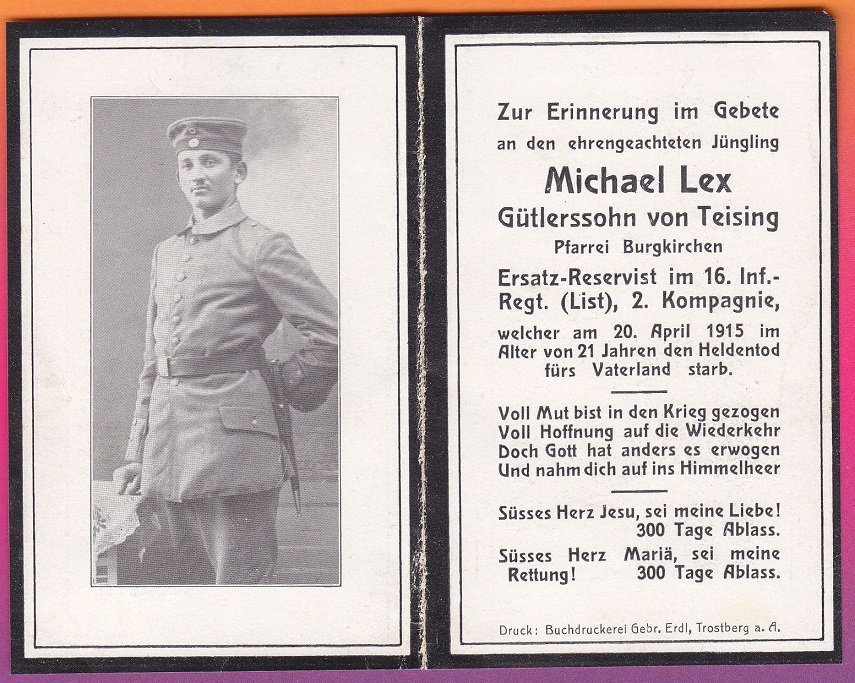 Zur Erinnerung im Gebete
an den ehrengeachteten Jüngling
Michael Lex
Gütlerssohn von Teising
Pfarrei Burgkirchen
Ersatz-Reservist im 16. Inf.-
Regt. (List), 2. Kompagnie,
welcher am 20. April 1915 im
Alter von 21 Jahren den Heldentod
fürs Vaterland starb.
Voll Mut bist in den Krieg gezogen
Voll Hoffnung auf die Wiederkehr
Doch Gott hat anders es erwogen
Und nahm dich auf ins Himmelheer
Süsses Herz Jesu, sei meine Liebe!
300 Tage Ablass.
Süsses Herz Mariä, sei meine
Rettung! 300 Tage Ablass.
Druck: Buchdruckerei Gebr. Erdl, Trostberg a. A.